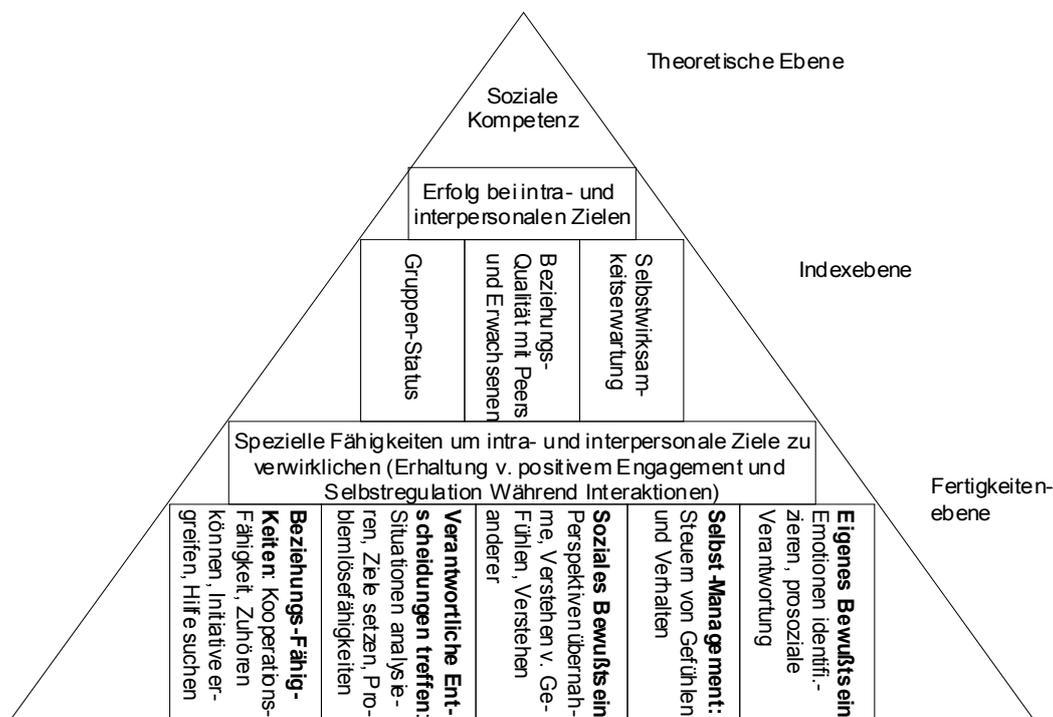 Theoretische Ebene
Soziale
Kompetenz
Erfolg bei intra- und
interpersonalen Zielen
Indexebene
Gruppen-Status
Beziehungs-
Qualität mit Peers
und Erwachsenen
Selbstwirksam-
keitserwartung
Spezielle Fähigkeiten um intra- und interpersonale Ziele zu
verwirklichen (Erhaltung v. positivem Engagement und
Selbstregulation Während Interaktionen)
Fertigkeiten-
ebene
Beziehungs-Fähig-
Keiten: Kooperations-
Fähigkeit, Zuhören
können, Initiative er-
greifen, Hilfe suchen
Verantwortliche Ent-
scheidungen treffen:
Situationen analysie-
ren, Ziele setzen, Pro-
blemlösefähigkeiten
Soziales Bewußtsein
Perspektivenübernah-
me, Verstehen v. Ge-
Fühlen, Verstehen
anderer
Selbst-Management:
Steuern von Gefühlen
und Verhalten
Eigenes Bewußtsein
Emotionen identifi.-
zieren, prosoziale
Verantwortung